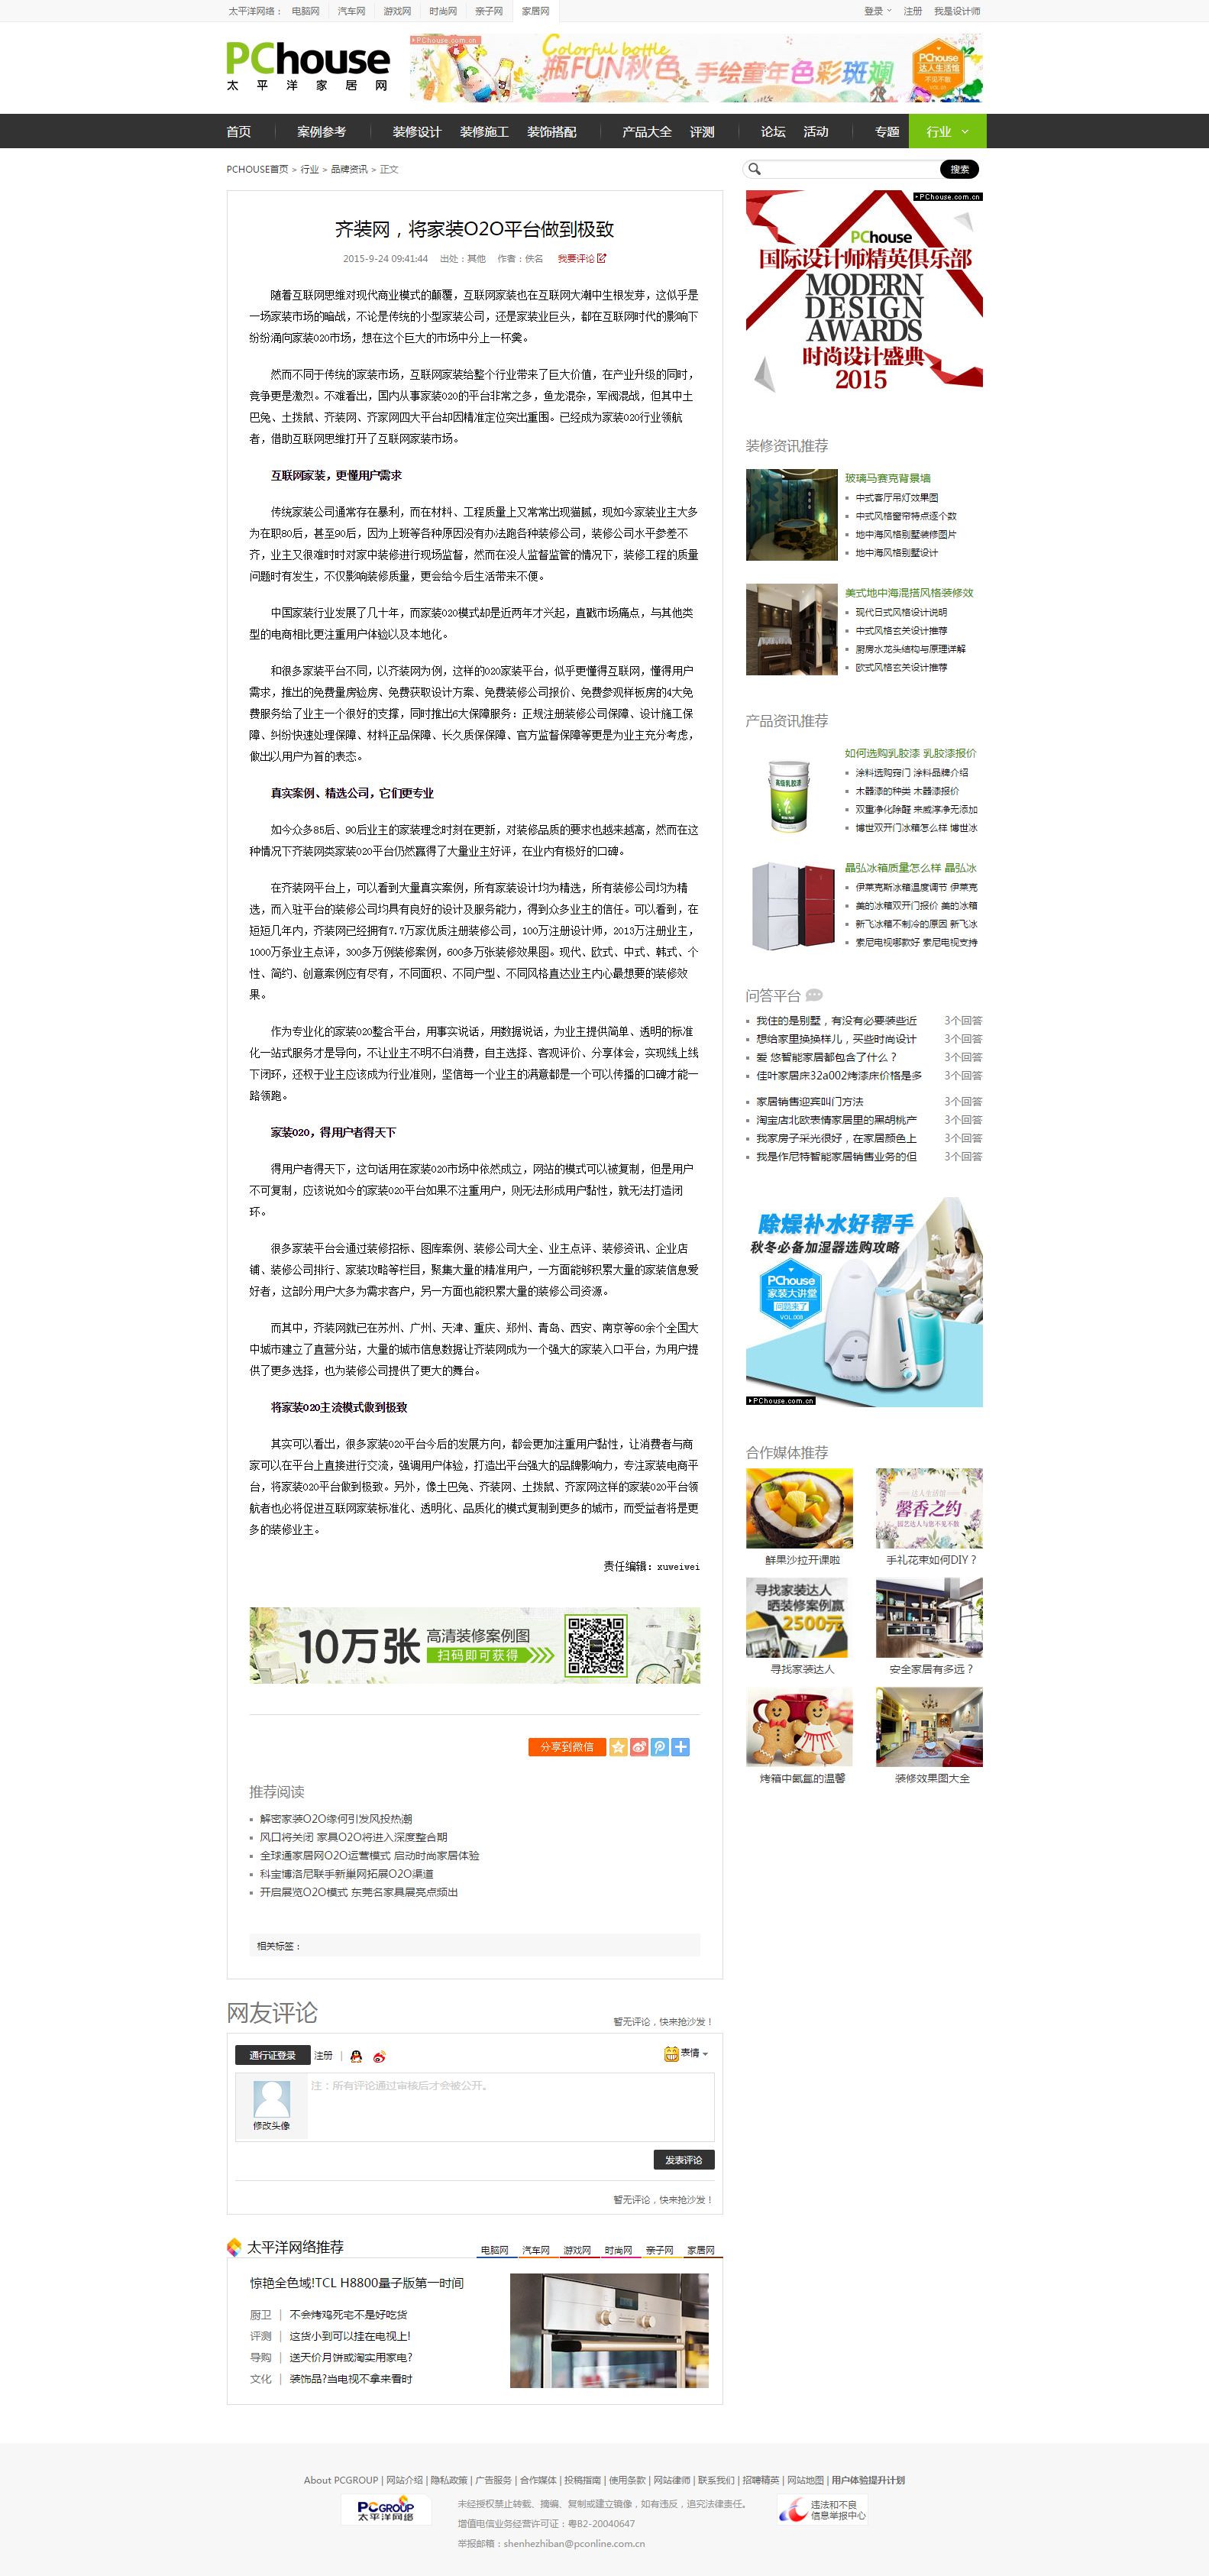 太平洋网络： 电脑网 汽车网 游戏网 时尚网 亲子网 家居网 登录 注册 我是设计师
PChouse
太平洋家居网
PChouse.com.cn
Colorful bottle
瓶FUN秋色
手绘童年色彩斑斓
PChouse
达人生活馆
首页 案例参考 装修设计 装修施工 装饰搭配 产品大全 评测 论坛 活动 专题 行业
PCHOUSE首页 > 行业 > 品牌资讯 > 正文
搜索
齐装网，将家装O2O平台做到极致
2015-9-24 09:41:44 出处：其他 作者：佚名 我要评论
随着互联网思维对现代商业模式的颠覆，互联网家装也在互联网大潮中生根发芽，这似乎是
一场家装市场的暗战，不论是传统的小型家装公司，还是家装业巨头，都在互联网时代的影响下
纷纷涌向家装O2O市场，想在这个巨大的市场中分上一杯羹。
然而不同于传统的家装市场，互联网家装给整个行业带来了巨大价值，在产业升级的同时，
竞争更是激烈。不难看出，国内从事家装O2O的平台非常之多，鱼龙混杂，军阀混战，但其中土
巴兔、土拨鼠、齐装网、齐家网四大平台却因精准定位突出重围。已经成为家装O2O行业领航
者，借助互联网思维打开了互联网家装市场。
互联网家装，更懂用户需求
传统家装公司通常存在暴利，而在材料、工程质量上又常常出现猫腻，现如今家装业主大多
为在职80后，甚至90后，因为上班等各种原因没有办法跑各种装修公司，装修公司水平参差不
齐，业主又很难时时对家中装修进行现场监督，然而在没人监督监管的情况下，装修工程的质量
问题时有发生，不仅影响装修质量，更会给今后生活带来不便。
中国家装行业发展了几十年，而家装O2O模式却是近两年才兴起，直戳市场痛点，与其他类
型的电商相比更注重用户体验以及本地化。
和很多家装平台不同，以齐装网为例，这样的O2O家装平台，似乎更懂得互联网，懂得用户
需求，推出的免费量房验房、免费获取设计方案、免费装修公司报价、免费参观样板房的4大免
费服务给了业主一个很好的支撑，同时推出6大保障服务：正规注册装修公司保障、设计施工保
障、纠纷快速处理保障、材料正品保障、长久质保保障、官方监督保障等更是为业主充分考虑，
做出以用户为首的表态。
真实案例、精选公司，它们更专业
如今众多85后、90后业主的家装理念时刻在更新，对装修品质的要求也越来越高，然而在这
种情况下齐装网类家装O2O平台仍然赢得了大量业主好评，在业内有极好的口碑。
在齐装网平台上，可以看到大量真实案例，所有家装设计均为精选，所有装修公司均为精
选，而入驻平台的装修公司均具有良好的设计及服务能力，得到众多业主的信任。可以看到，在
短短几年内，齐装网已经拥有7.7万家优质注册装修公司，100万注册设计师，2013万注册业主，
1000万条业主点评，300多万例装修案例，600多万张装修效果图。现代、欧式、中式、韩式、个
性、简约、创意案例应有尽有，不同面积、不同户型、不同风格直达业主内心最想要的装修效
果。
作为专业化的家装O2O整合平台，用事实说话，用数据说话，为业主提供简单、透明的标准
化一站式服务才是导向，不让业主不明不白消费，自主选择、客观评价、分享体会，实现线上线
下闭环，还权于业主应该成为行业准则，坚信每一个业主的满意都是一个可以传播的口碑才能一
路领跑。
家装O2O，得用户者得天下
得用户者得天下，这句话用在家装O2O市场中依然成立，网站的模式可以被复制，但是用户
不可复制，应该说如今的家装O2O平台如果不注重用户，则无法形成用户黏性，就无法打造闭
环。
很多家装平台会通过装修招标、图库案例、装修公司大全、业主点评、装修资讯、企业店
铺、装修公司排行、家装攻略等栏目，聚集大量的精准用户，一方面能够积累大量的家装信息爱
好者，这部分用户大多为需求客户，另一方面也能积累大量的装修公司资源。
而其中，齐装网就已在苏州、广州、天津、重庆、郑州、青岛、西安、南京等60余个全国大
中城市建立了直营分站，大量的城市信息数据让齐装网成为一个强大的家装入口平台，为用户提
供了更多选择，也为装修公司提供了更大的舞台。
将家装O2O主流模式做到极致
其实可以看出，很多家装O2O平台今后的发展方向，都会更加注重用户黏性，让消费者与商
家可以在平台上直接进行交流，强调用户体验，打造出平台强大的品牌影响力，专注家装电商平
台，将家装O2O平台做到极致。另外，像土巴兔、齐装网、土拨鼠、齐家网这样的家装O2O平台领
航者也必将促进互联网家装标准化、透明化、品质化的模式复制到更多的城市，而受益者将是更
多的装修业主。
责任编辑：xuweiwei
10万张 高清装修案例图
扫码即可获得
分享到微信
推荐阅读
解密家装O2O缘何引发风投热潮
风口将关闭 家具O2O将进入深度整合期
全球通家居网O2O运营模式 启动时尚家居体验
科宝博洛尼联手新巢网拓展O2O渠道
开启展览O2O模式 东莞名家具展亮点频出
相关标签：
网友评论
暂无评论，快来抢沙发！
通行证登录 注册 | 表情
注：所有评论通过审核后才会被公开。
修改头像
发表评论
暂无评论，快来抢沙发！
太平洋网络推荐 电脑网 汽车网 游戏网 时尚网 亲子网 家居网
惊艳全色域!TCL H8800量子版第一时间
厨卫 | 不会烤鸡死宅不是好吃货
评测 | 这货小到可以挂在电视上!
导购 | 送天价月饼或淘实用家电?
文化 | 装饰品?当电视不拿来看时
PChouse.com.cn
PChouse
国际设计师精英俱乐部
MODERN
DESIGN
AWARDS
时尚设计盛典
2015
装修资讯推荐
玻璃马赛克背景墙
中式客厅吊灯效果图
中式风格窗帘特点逐个数
地中海风格别墅装修图片
地中海风格别墅设计
美式地中海混搭风格装修效
现代日式风格设计说明
中式风格玄关设计推荐
厨房水龙头结构与原理详解
欧式风格玄关设计推荐
产品资讯推荐
如何选购乳胶漆 乳胶漆报价
涂料选购窍门 涂料品牌介绍
木器漆的种类 木器漆报价
双重净化除醛 来威淳净无添加
博世双开门冰箱怎么样 博世冰
晶弘冰箱质量怎么样 晶弘冰
伊莱克斯冰箱温度调节 伊莱克
美的冰箱双开门报价 美的冰箱
新飞冰箱不制冷的原因 新飞冰
索尼电视哪款好 索尼电视支持
问答平台
我住的是别墅，有没有必要装些近 3个回答
想给家里换换样儿，买些时尚设计 3个回答
爱 悠智能家居都包含了什么？ 3个回答
佳叶家居床32a002烤漆床价格是多 3个回答
家居销售迎宾叫门方法 3个回答
淘宝店北欧表情家居里的黑胡桃产 3个回答
我家房子采光很好，在家居颜色上 3个回答
我是作尼特智能家居销售业务的但 3个回答
除燥补水好帮手
秋冬必备加湿器选购攻略
PChouse
家装大讲堂
问题来了
VOL.008
PChouse.com.cn
合作媒体推荐
达人生活馆
馨香之约
鲜果沙拉开课啦 手礼花束如何DIY？
寻找家装达人
晒装修案例赢
2500元
寻找家装达人 安全家居有多远？
烤箱中氤氲的温馨 装修效果图大全
About PCGROUP | 网站介绍 | 隐私政策 | 广告服务 | 合作媒体 | 投稿指南 | 使用条款 | 网站律师 | 联系我们 | 招聘精英 | 网站地图 | 用户体验提升计划
PCGROUP
太平洋网络
未经授权禁止转载、摘编、复制或建立镜像，如有违反，追究法律责任。
增值电信业务经营许可证：粤B2-20040647
举报邮箱：shenhezhiban@pconline.com.cn
违法和不良
信息举报中心